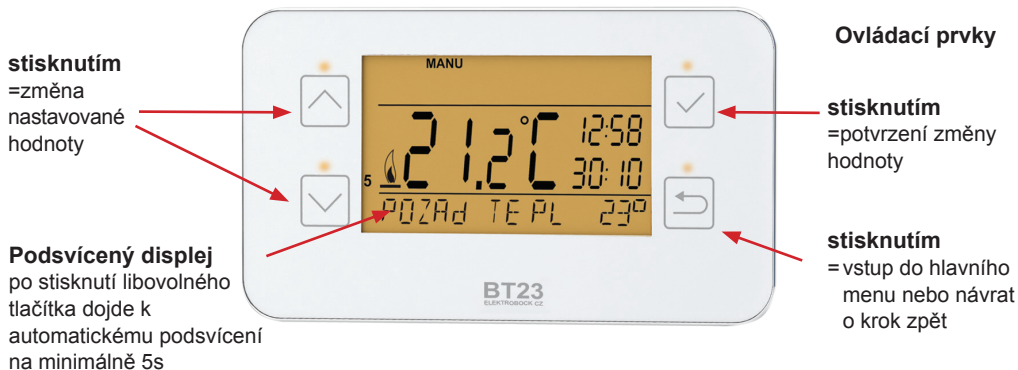 Ovládací prvky
stisknutím
=změna
nastavované
hodnoty
MANU
21.2°C
12:58
30:10
5
POZAd TEPL 23°
BT23
ELEKTROBOCK CZ
stisknutím
=potvrzení změny
hodnoty
stisknutím
=vstup do hlavního
menu nebo návrat
o krok zpět
Podsvícený displej
po stisknutí libovolného
tlačítka dojde k
automatickému podsvícení
na minimálně 5s